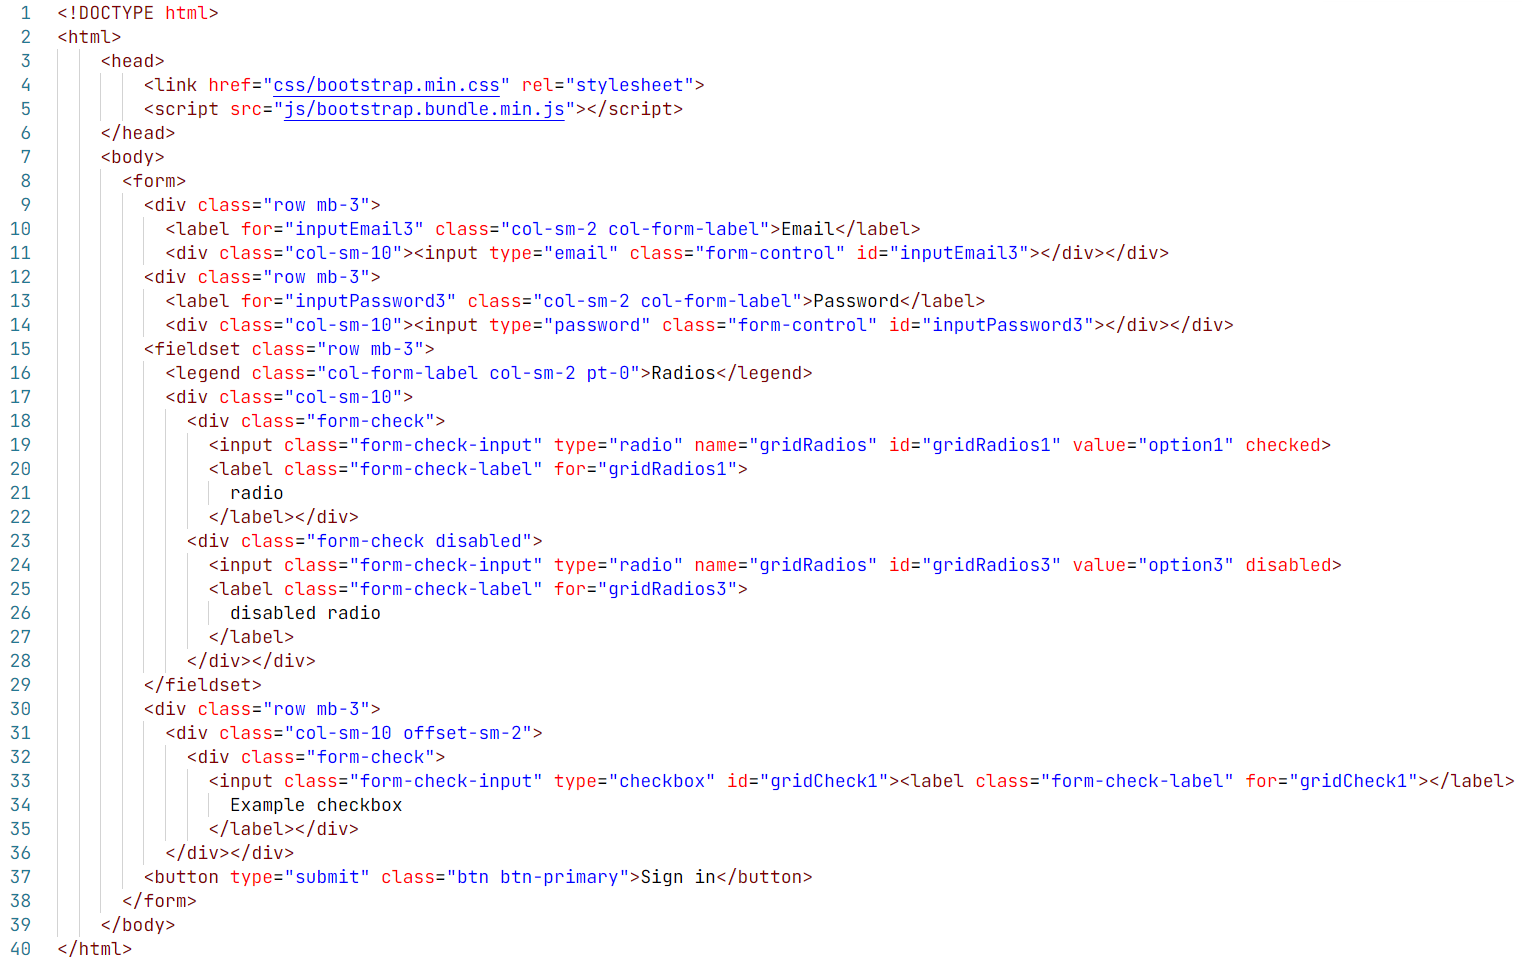 1 <!DOCTYPE html>
2 <html>
3 <head>
4 <link href="css/bootstrap.min.css" rel="stylesheet">
5 <script src="js/bootstrap.bundle.min.js"></script>
6 </head>
7 <body>
8 <form>
9 <div class="row mb-3">
10 <label for="inputEmail3" class="col-sm-2 col-form-label">Email</label>
11 <div class="col-sm-10"><input type="email" class="form-control" id="inputEmail3"></div></div>
12 <div class="row mb-3">
13 <label for="inputPassword3" class="col-sm-2 col-form-label">Password</label>
14 <div class="col-sm-10"><input type="password" class="form-control" id="inputPassword3"></div></div>
15 <fieldset class="row mb-3">
16 <legend class="col-form-label col-sm-2 pt-0">Radios</legend>
17 <div class="col-sm-10">
18 <div class="form-check">
19 <input class="form-check-input" type="radio" name="gridRadios" id="gridRadios1" value="option1" checked>
20 <label class="form-check-label" for="gridRadios1">
21 radio
22 </label></div>
23 <div class="form-check disabled">
24 <input class="form-check-input" type="radio" name="gridRadios" id="gridRadios3" value="option3" disabled>
25 <label class="form-check-label" for="gridRadios3">
26 disabled radio
27 </label>
28 </div></div>
29 </fieldset>
30 <div class="row mb-3">
31 <div class="col-sm-10 offset-sm-2">
32 <div class="form-check">
33 <input class="form-check-input" type="checkbox" id="gridCheck1"><label class="form-check-label" for="gridCheck1"></label>
34 Example checkbox
35 </label></div>
36 </div></div>
37 <button type="submit" class="btn btn-primary">Sign in</button>
38 </form>
39 </body>
40 </html>